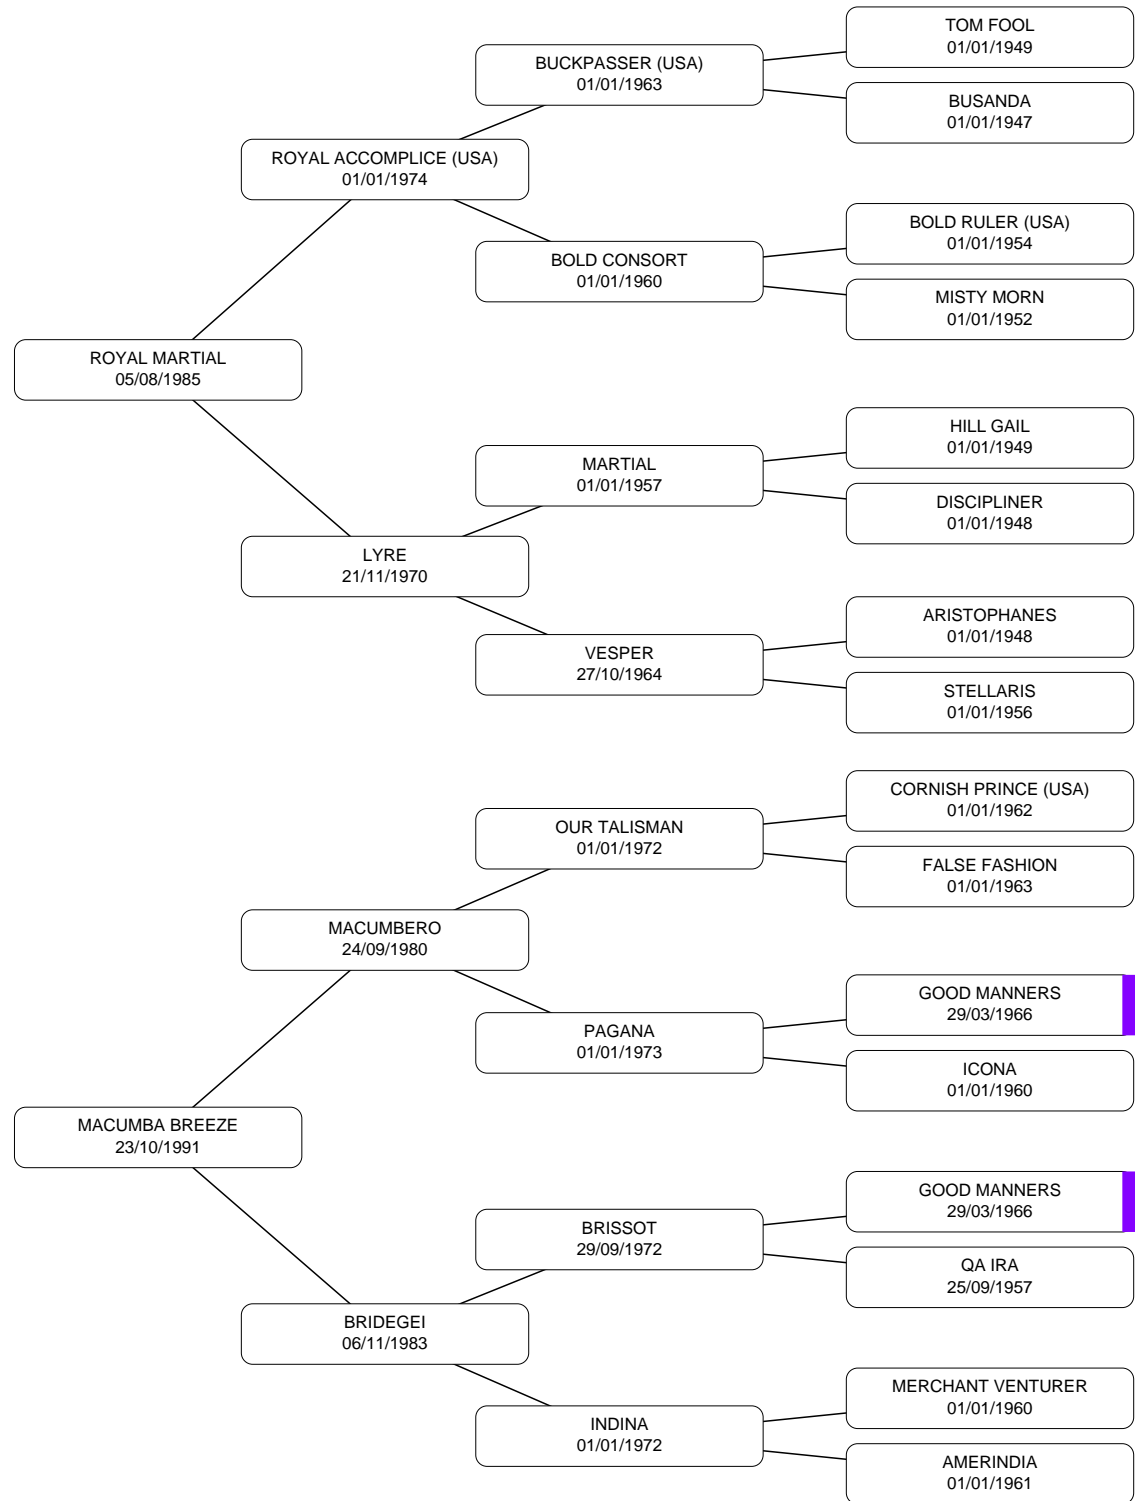 TOM FOOL
01/01/1949
BUCKPASSER (USA)
01/01/1963
BUSANDA
01/01/1947
ROYAL ACCOMPLICE (USA)
01/01/1974
BOLD RULER (USA)
01/01/1954
BOLD CONSORT
01/01/1960
MISTY MORN
01/01/1952
ROYAL MARTIAL
05/08/1985
HILL GAIL
01/01/1949
MARTIAL
01/01/1957
DISCIPLINER
01/01/1948
LYRE
21/11/1970
ARISTOPHANES
01/01/1948
VESPER
27/10/1964
STELLARIS
01/01/1956
CORNISH PRINCE (USA)
01/01/1962
OUR TALISMAN
01/01/1972
FALSE FASHION
01/01/1963
MACUMBERO
24/09/1980
GOOD MANNERS
29/03/1966
PAGANA
01/01/1973
ICONA
01/01/1960
MACUMBA BREEZE
23/10/1991
GOOD MANNERS
29/03/1966
BRISSOT
29/09/1972
QA IRA
25/09/1957
BRIDEGEI
06/11/1983
MERCHANT VENTURER
01/01/1960
INDINA
01/01/1972
AMERINDIA
01/01/1961